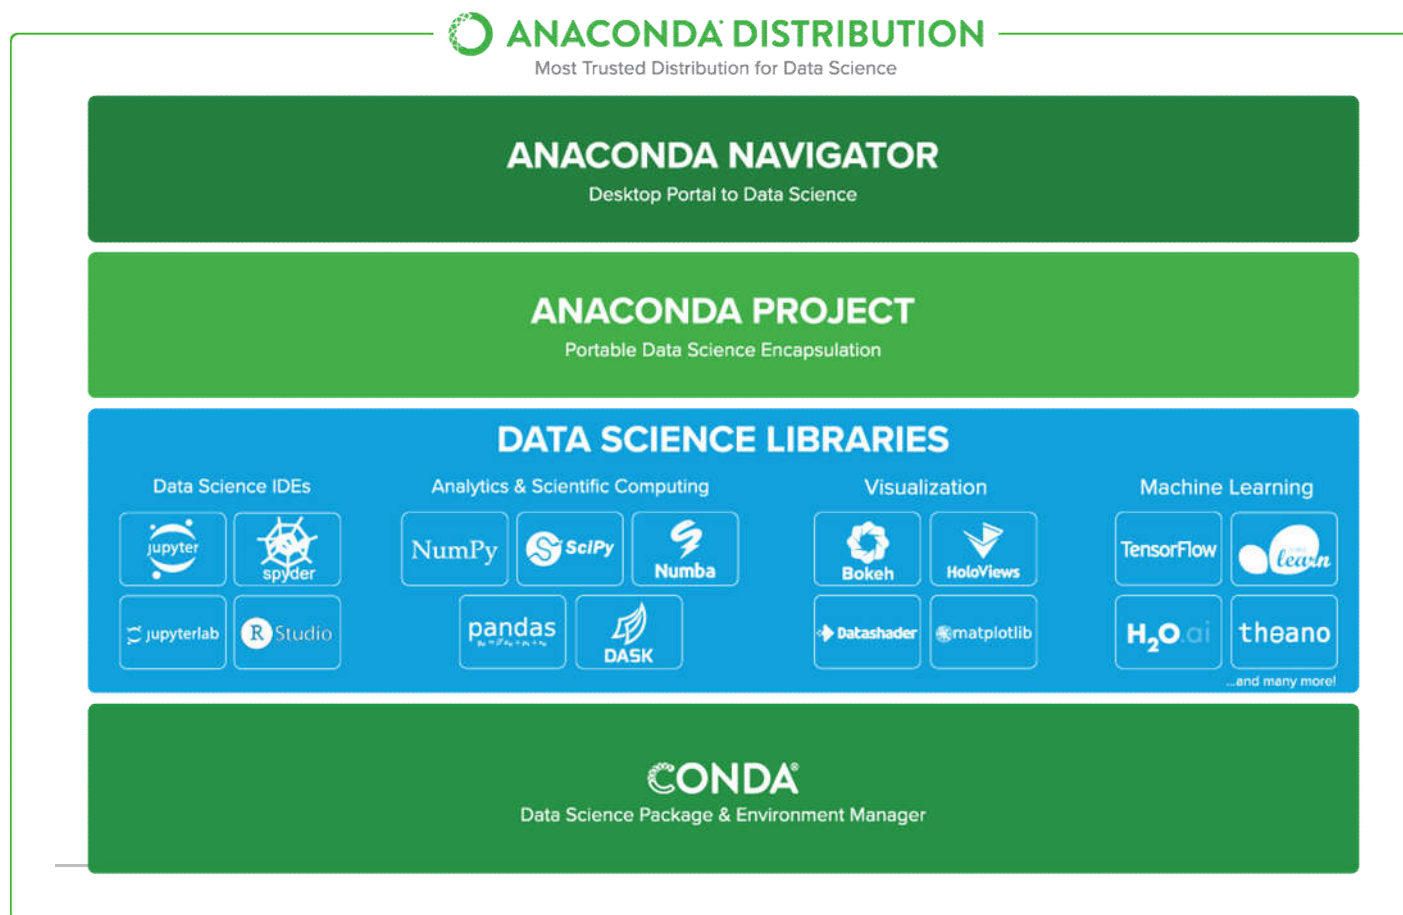 ANACONDA® DISTRIBUTION
Most Trusted Distribution for Data Science
ANACONDA NAVIGATOR
Desktop Portal to Data Science
ANACONDA PROJECT
Portable Data Science Encapsulation
DATA SCIENCE LIBRARIES
Data Science IDEs
jupyter
spyder
jupyterlab
R Studio
Analytics & Scientific Computing
NumPy
SciPy
Numba
pandas
DASK
Visualization
Bokeh
HoloViews
Datashader
matplotlib
Machine Learning
TensorFlow
learn
H2O.ai
theano
...and many more!
CONDA®
Data Science Package & Environment Manager